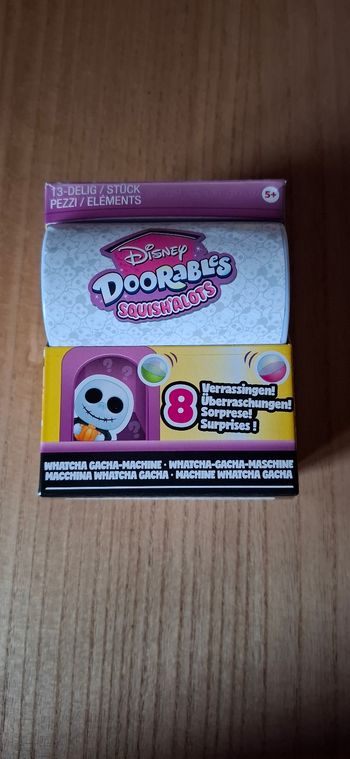 13-DELIG / STÜCK
PEZZI / ELÉMENTS
5+
Disney
DOORABLES
SQUISH'ALOTS
8
Verrassingen!
Überraschungen!
Sorprese!
Surprises !
WHATCHA GACHA-MACHINE • WHATCHA-GACHA-MASCHINE
MACCHINA WHATCHA GACHA • MACHINE WHATCHA GACHA